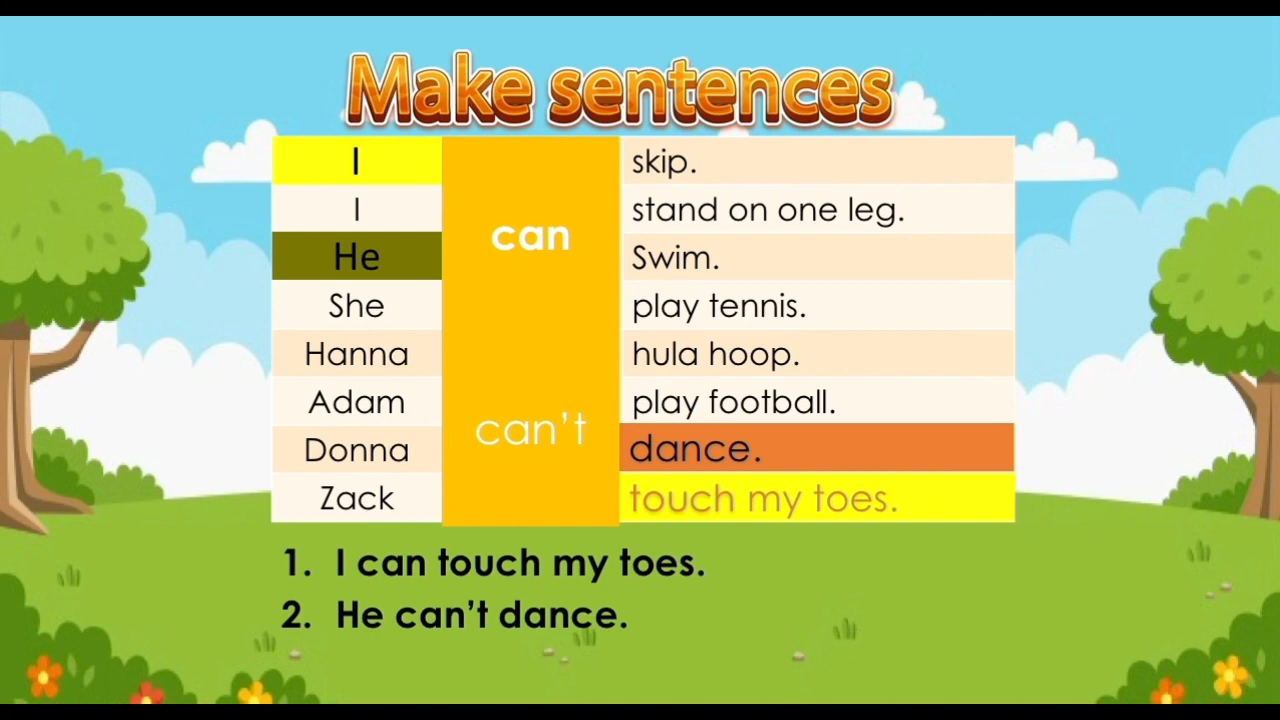 Make sentences
I skip.
I stand on one leg.
can
He Swim.
She play tennis.
Hanna hula hoop.
Adam play football.
can't
Donna dance.
Zack touch my toes.
1. I can touch my toes.
2. He can't dance.